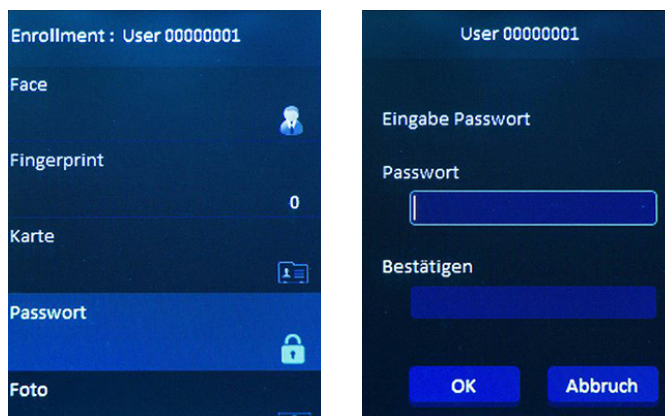 Enrollment : User 00000001
Face
Fingerprint
0
Karte
Passwort
Foto
User 00000001
Eingabe Passwort
Passwort
Bestätigen
OK
Abbruch